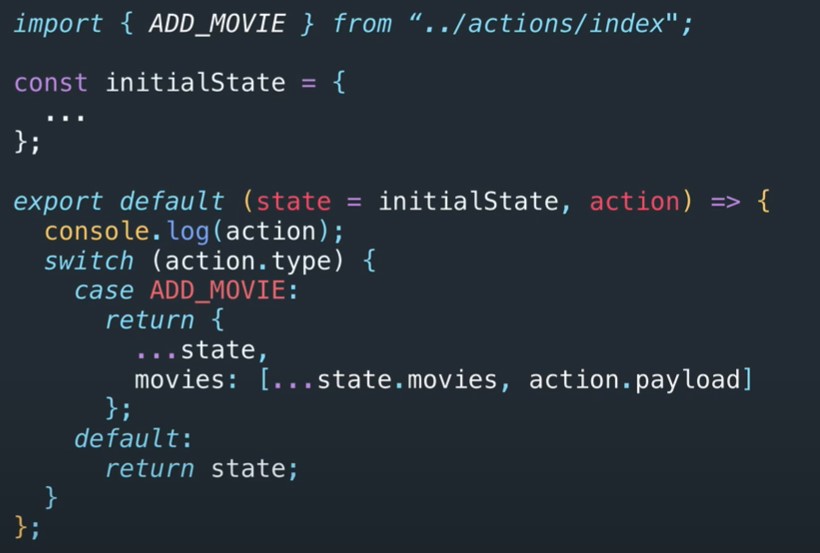 import { ADD_MOVIE } from “../actions/index";
const initialState = {
...
};
export default (state = initialState, action) => {
console.log(action);
switch (action.type) {
case ADD_MOVIE:
return {
...state,
movies: [...state.movies, action.payload]
};
default:
return state;
}
};